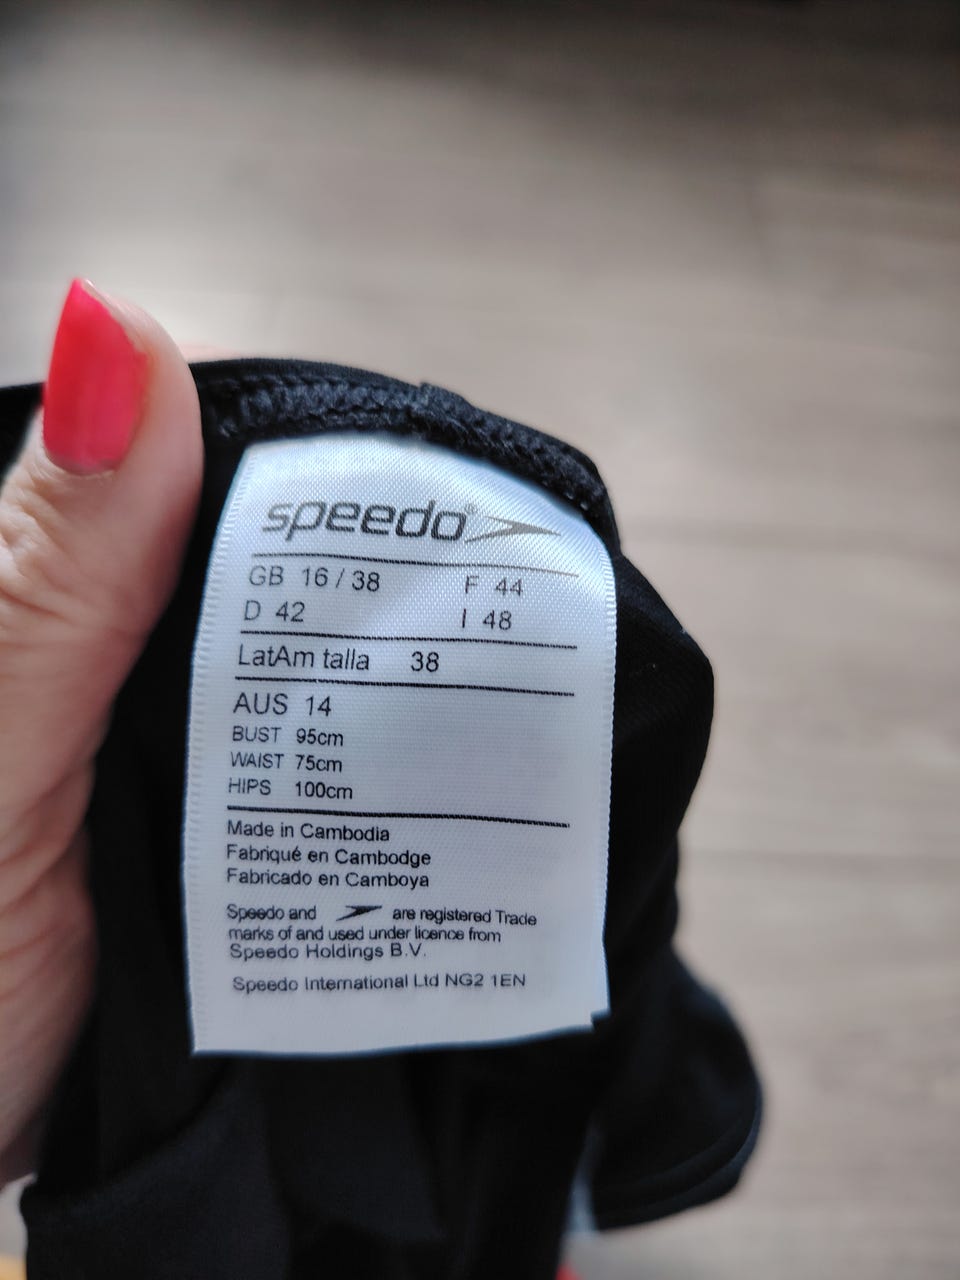 speedo®
GB 16 / 38 F 44
D 42 I 48
LatAm talla 38
AUS 14
BUST 95cm
WAIST 75cm
HIPS 100cm
Made in Cambodia
Fabriqué en Cambodge
Fabricado en Camboya
Speedo and are registered Trade
marks of and used under licence from
Speedo Holdings B.V.
Speedo International Ltd NG2 1EN